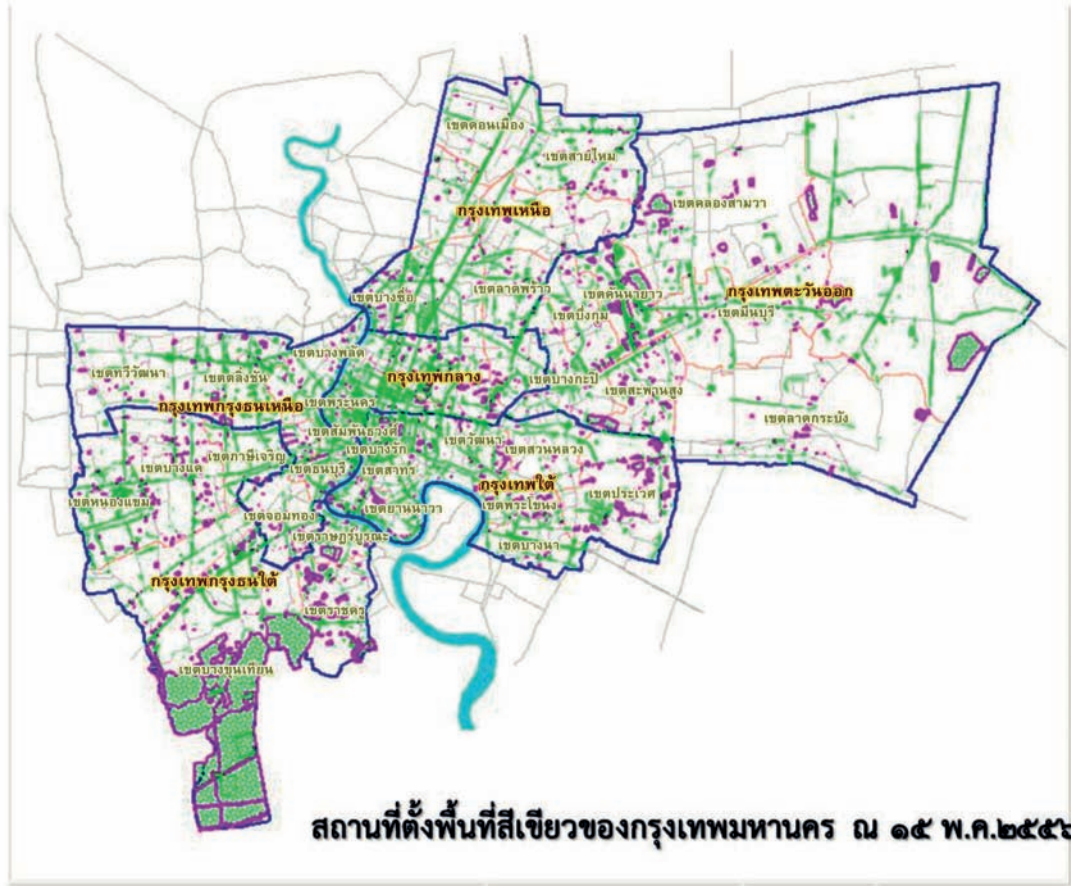 เขตดอนเมือง
เขตสายไหม
เขตคลองสามวา
กรุงเทพเหนือ
เขตลาดพร้าว
เขตคันนายาว
กรุงเทพตะวันออก
เขตบางซื่อ
เขตบึงกุ่ม
เขตมีนบุรี
เขตบางพลัด
เขตทวีวัฒนา
เขตตลิ่งชัน
กรุงเทพกลาง
เขตบางกะปิ
เขตสะพานสูง
กรุงเทพกรุงธนเหนือ
เขตพระนคร
เขตลาดกระบัง
เขตสัมพันธวงศ์
เขตวัฒนา
เขตสวนหลวง
เขตบางรัก
เขตภาษีเจริญ
เขตบางแค
เขตธนบุรี
เขตสาทร
กรุงเทพใต้
เขตประเวศ
เขตหนองแขม
เขตพระโขนง
เขตยานนาวา
เขตจอมทอง
เขตราษฎร์บูรณะ
เขตบางนา
กรุงเทพกรุงธนใต้
เขตราชครุ
เขตบางขุนเทียน
สถานที่ตั้งพื้นที่สีเขียวของกรุงเทพมหานคร ณ ๑๕ พ.ค.๒๕๕๖